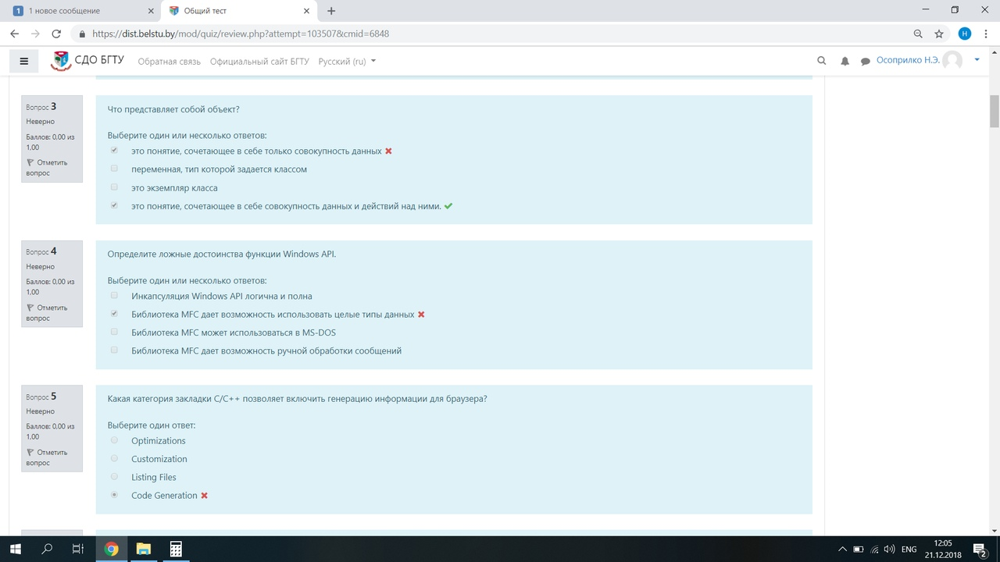 1 новое сообщение
Общий тест
https://dist.belstu.by/mod/quiz/review.php?attempt=103507&cmid=6848
Н
СДО БГТУ
Обратная связь
Официальный сайт БГТУ
Русский (ru)
Осоприлко Н.Э.
Вопрос 3
Неверно
Баллов: 0,00 из
1,00
Отметить
вопрос
Что представляет собой объект?
Выберите один или несколько ответов:
это понятие, сочетающее в себе только совокупность данных
переменная, тип которой задается классом
это экземпляр класса
это понятие, сочетающее в себе совокупность данных и действий над ними.
Вопрос 4
Неверно
Баллов: 0,00 из
1,00
Отметить
вопрос
Определите ложные достоинства функции Windows API.
Выберите один или несколько ответов:
Инкапсуляция Windows API логична и полна
Библиотека MFC дает возможность использовать целые типы данных
Библиотека MFC может использоваться в MS-DOS
Библиотека MFC дает возможность ручной обработки сообщений
Вопрос 5
Неверно
Баллов: 0,00 из
1,00
Отметить
вопрос
Какая категория закладки C/C++ позволяет включить генерацию информации для браузера?
Выберите один ответ:
Optimizations
Customization
Listing Files
Code Generation
ENG
12:05
21.12.2018
2